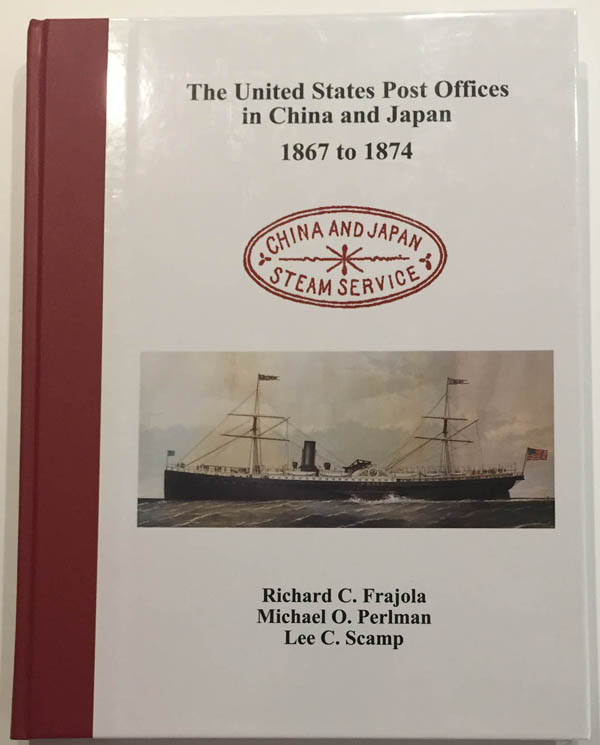 The United States Post Offices
in China and Japan
1867 to 1874
CHINA AND JAPAN
STEAM SERVICE
Richard C. Frajola
Michael O. Perlman
Lee C. Scamp